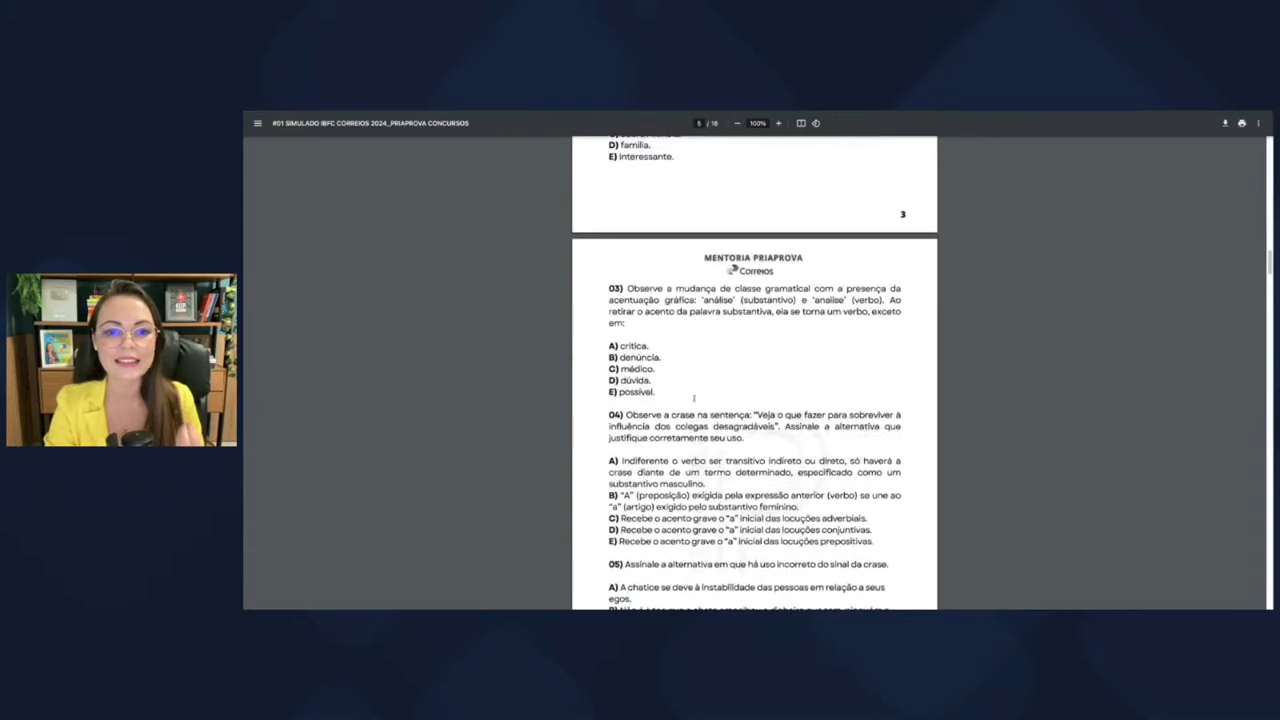 #01 SIMULADO IBFC CORREIOS 2024_PRIAPROVA CONCURSOS
5 / 18
100%
D) família.
E) interessante.
3
MENTORIA PRIAPROVA
Correios
03) Observe a mudança de classe gramatical com a presença da
acentuação gráfica: 'análise' (substantivo) e 'analise' (verbo). Ao
retirar o acento da palavra substantiva, ela se torna um verbo, exceto
em:
A) crítica.
B) denúncia.
C) médico.
D) dúvida.
E) possível.
04) Observe a crase na sentença: "Veja o que fazer para sobreviver à
influência dos colegas desagradáveis". Assinale a alternativa que
justifique corretamente seu uso.
A) Indiferente o verbo ser transitivo indireto ou direto, só haverá a
crase diante de um termo determinado, especificado como um
substantivo masculino.
B) "A" (preposição) exigida pela expressão anterior (verbo) se une ao
"a" (artigo) exigido pelo substantivo feminino.
C) Recebe o acento grave o "a" inicial das locuções adverbiais.
D) Recebe o acento grave o "a" inicial das locuções conjuntivas.
E) Recebe o acento grave o "a" inicial das locuções prepositivas.
05) Assinale a alternativa em que há uso incorreto do sinal da crase.
A) A chatice se deve à instabilidade das pessoas em relação a seus
egos.